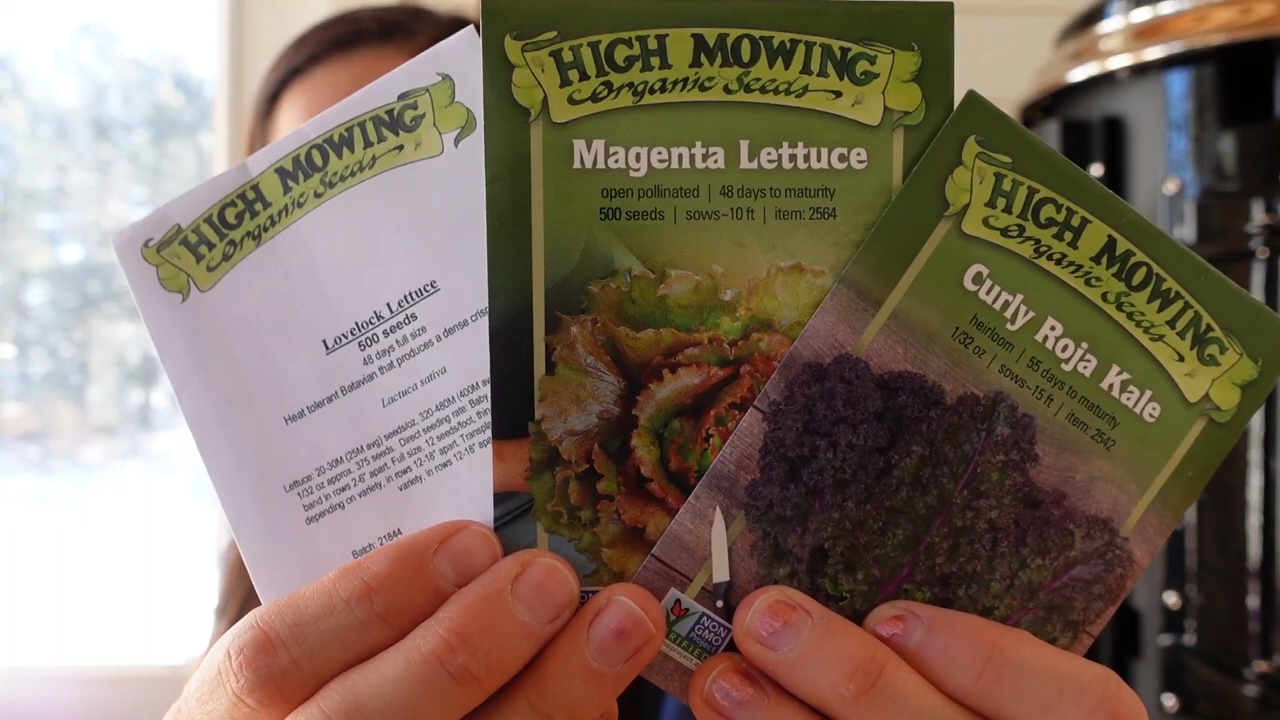 HIGH MOWING
Organic Seeds
Lovelock Lettuce
500 seeds
48 days full size
Heat tolerant Batavian that produces a dense crisp
Lactuca sativa
Lettuce: 20-30M (25M avg) seeds/oz, 320-480M (400M av
1/32 oz approx. 375 seeds. Direct seeding rate: Baby
band in rows 2-6" apart. Full size, 12 seeds/foot, thin
depending on variety, in rows 12-18" apart. Transpl
variety, in rows 12-18" apa
Batch: 21844
HIGH MOWING
Organic Seeds
Magenta Lettuce
open pollinated | 48 days to maturity
500 seeds | sows~10 ft | item: 2564
HIGH MOWING
Organic Seeds
Curly Roja Kale
heirloom | 55 days to maturity
1/32 oz | sows~15 ft | item: 2542
NON
GMO
Project
VERIFIED